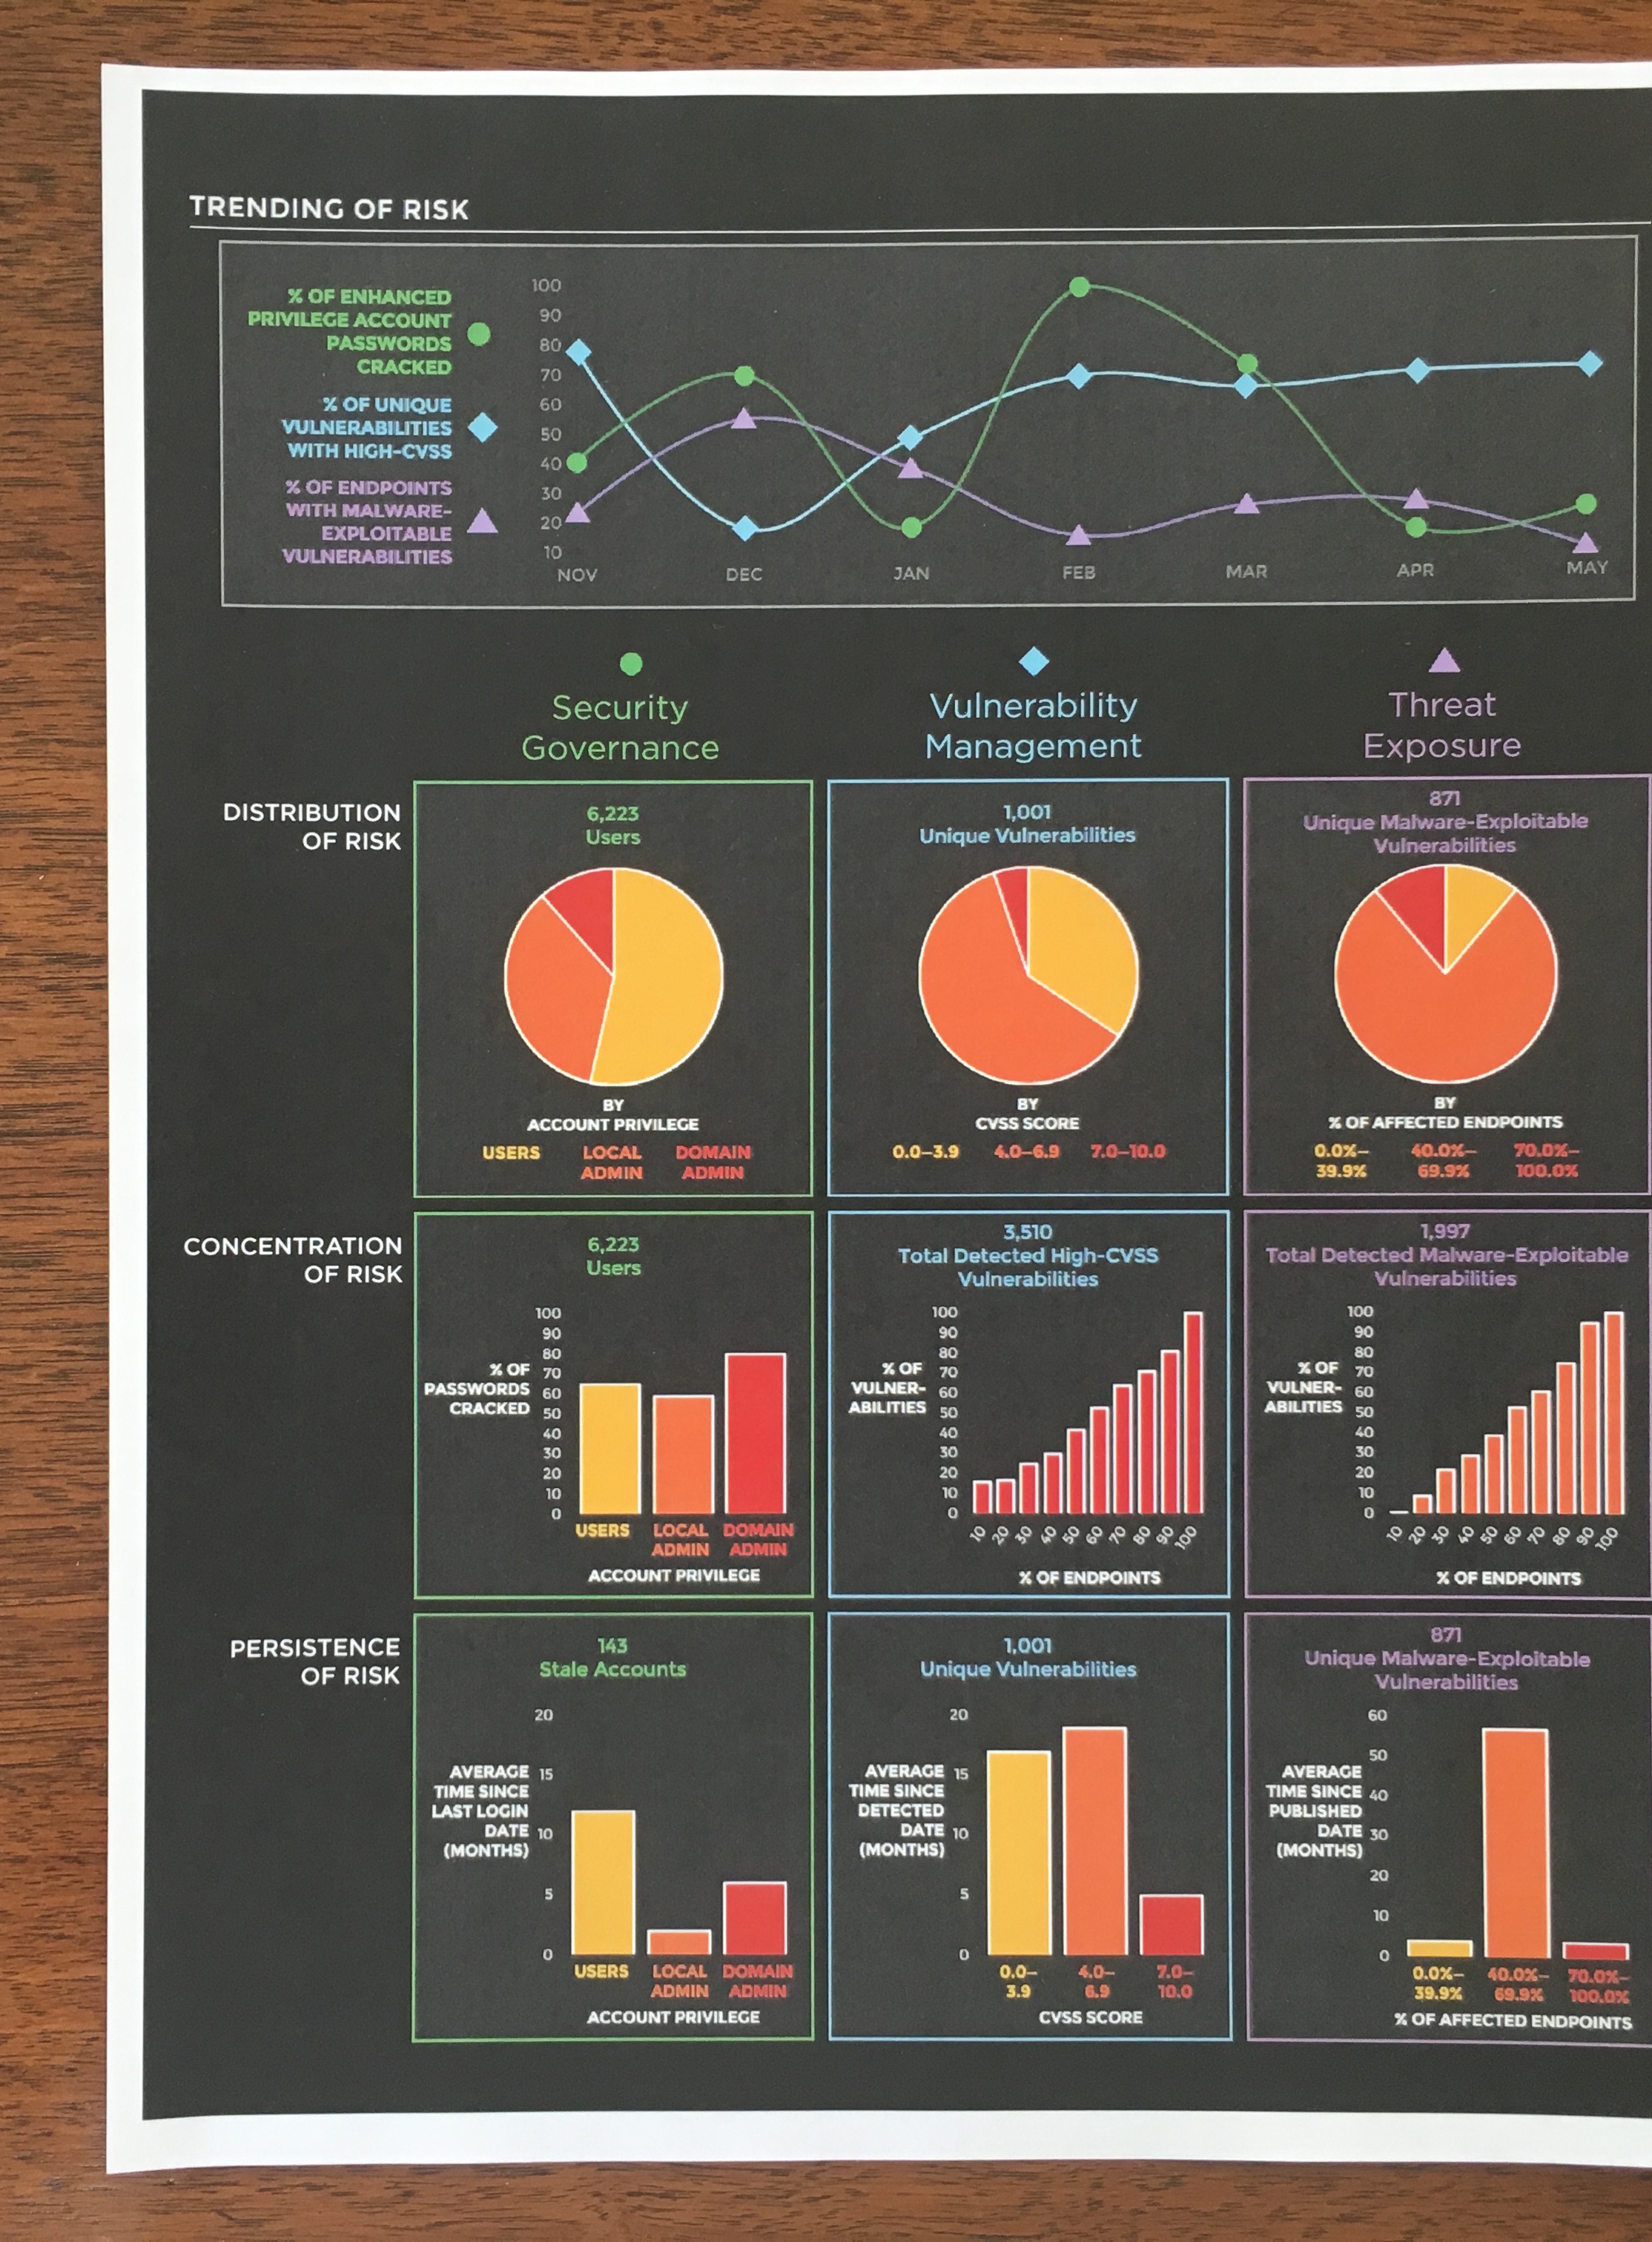 TRENDING OF RISK
% OF ENHANCED
PRIVILEGE ACCOUNT
PASSWORDS
CRACKED
% OF UNIQUE
VULNERABILITIES
WITH HIGH-CVSS
% OF ENDPOINTS
WITH MALWARE-
EXPLOITABLE
VULNERABILITIES
100
90
80
70
60
50
40
30
20
10
NOV DEC JAN FEB MAR APR MAY
Security
Governance
Vulnerability
Management
Threat
Exposure
DISTRIBUTION
OF RISK
6,223
Users
BY
ACCOUNT PRIVILEGE
USERS
LOCAL
ADMIN
DOMAIN
ADMIN
1,001
Unique Vulnerabilities
BY
CVSS SCORE
0.0–3.9 4.0–6.9 7.0–10.0
871
Unique Malware-Exploitable
Vulnerabilities
BY
% OF AFFECTED ENDPOINTS
0.0%–
39.9%
40.0%–
69.9%
70.0%–
100.0%
CONCENTRATION
OF RISK
6,223
Users
% OF
PASSWORDS
CRACKED
100
90
80
70
60
50
40
30
20
10
0
USERS
LOCAL
ADMIN
DOMAIN
ADMIN
ACCOUNT PRIVILEGE
3,510
Total Detected High-CVSS
Vulnerabilities
% OF
VULNER-
ABILITIES
100
90
80
70
60
50
40
30
20
10
0
10 20 30 40 50 60 70 80 90 100
% OF ENDPOINTS
1,997
Total Detected Malware-Exploitable
Vulnerabilities
% OF
VULNER-
ABILITIES
100
90
80
70
60
50
40
30
20
10
0
10 20 30 40 50 60 70 80 90 100
% OF ENDPOINTS
PERSISTENCE
OF RISK
143
Stale Accounts
AVERAGE
TIME SINCE
LAST LOGIN
DATE
(MONTHS)
20
15
10
5
0
USERS
LOCAL
ADMIN
DOMAIN
ADMIN
ACCOUNT PRIVILEGE
1,001
Unique Vulnerabilities
AVERAGE
TIME SINCE
DETECTED
DATE
(MONTHS)
20
15
10
5
0
0.0–
3.9
4.0–
6.9
7.0–
10.0
CVSS SCORE
871
Unique Malware-Exploitable
Vulnerabilities
AVERAGE
TIME SINCE
PUBLISHED
DATE
(MONTHS)
60
50
40
30
20
10
0
0.0%–
39.9%
40.0%–
69.9%
70.0%–
100.0%
% OF AFFECTED ENDPOINTS